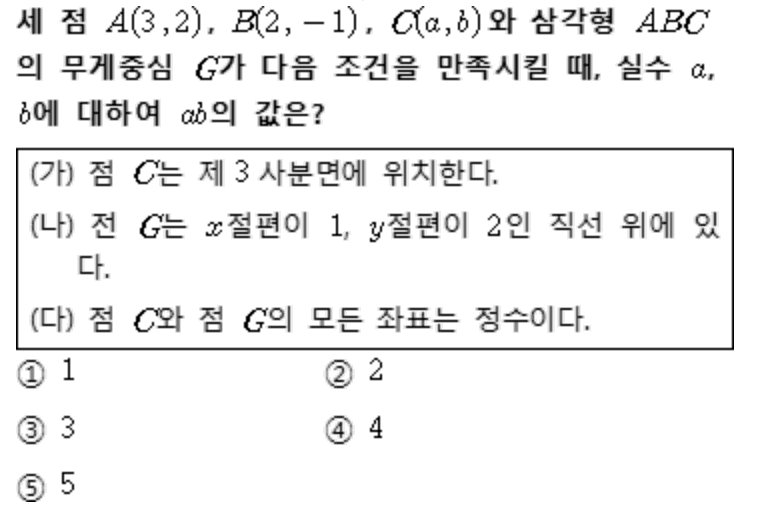 세 점 A(3,2), B(2,-1), C(a,b)와 삼각형 ABC
의 무게중심 G가 다음 조건을 만족시킬 때, 실수 a,
b에 대하여 ab의 값은?
(가) 점 C는 제 3 사분면에 위치한다.
(나) 전 G는 x절편이 1, y절편이 2인 직선 위에 있
다.
(다) 점 C와 점 G의 모든 좌표는 정수이다.
① 1 ② 2
③ 3 ④ 4
⑤ 5